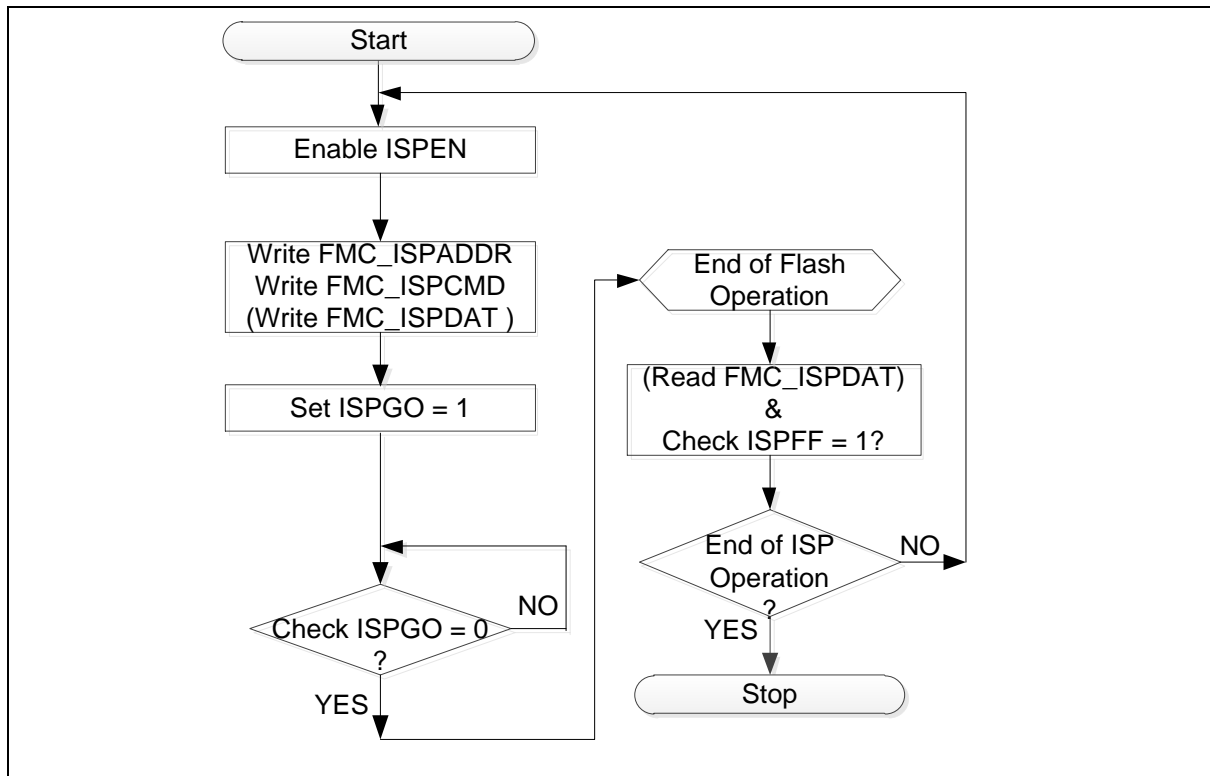 Start
Enable ISPEN
Write FMC_ISPADDR
Write FMC_ISPCMD
(Write FMC_ISPDAT )
Set ISPGO = 1
NO
Check ISPGO = 0
?
YES
End of Flash
Operation
(Read FMC_ISPDAT)
&
Check ISPFF = 1?
End of ISP
Operation
?
NO
YES
Stop